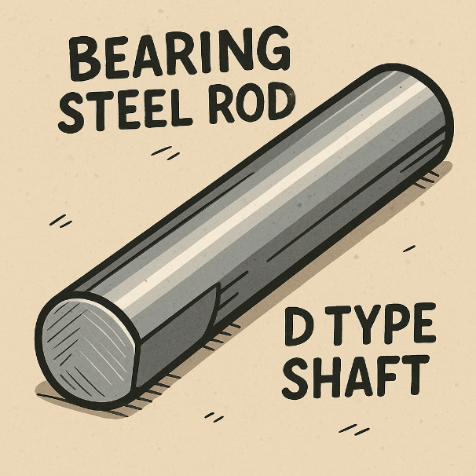 BEARING
STEEL ROD
D TYPE
SHAFT